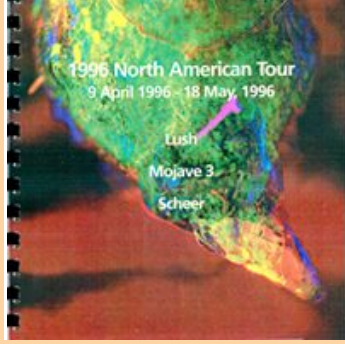 1996 North American Tour
9 April 1996 - 18 May, 1996
Lush
Mojave 3
Scheer